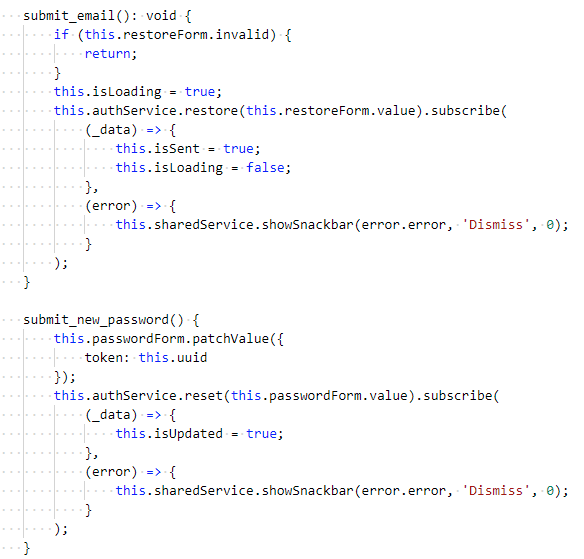 submit_email(): void {
    if (this.restoreForm.invalid) {
        return;
    }
    this.isLoading = true;
    this.authService.restore(this.restoreForm.value).subscribe(
        (_data) => {
            this.isSent = true;
            this.isLoading = false;
        },
        (error) => {
            this.sharedService.showSnackbar(error.error, 'Dismiss', 0);
        }
    );
}

submit_new_password() {
    this.passwordForm.patchValue({
        token: this.uuid
    });
    this.authService.reset(this.passwordForm.value).subscribe(
        (_data) => {
            this.isUpdated = true;
        },
        (error) => {
            this.sharedService.showSnackbar(error.error, 'Dismiss', 0);
        }
    );
}